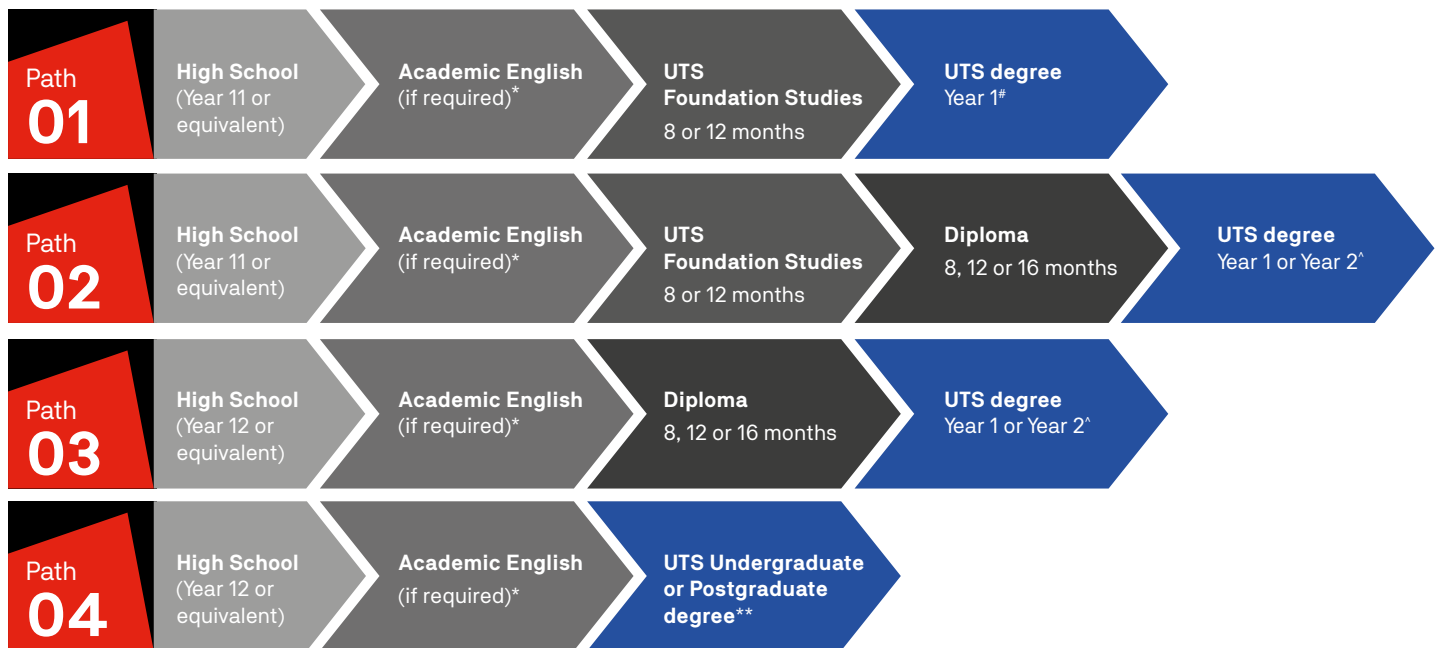 Path
01
High School
(Year 11 or
equivalent)
Academic English
(if required)*
UTS
Foundation Studies
8 or 12 months
UTS degree
Year 1#
Path
02
High School
(Year 11 or
equivalent)
Academic English
(if required)*
UTS
Foundation Studies
8 or 12 months
Diploma
8, 12 or 16 months
UTS degree
Year 1 or Year 2^
Path
03
High School
(Year 12 or
equivalent)
Academic English
(if required)*
Diploma
8, 12 or 16 months
UTS degree
Year 1 or Year 2^
Path
04
High School
(Year 12 or
equivalent)
Academic English
(if required)*
UTS Undergraduate
or Postgraduate
degree**